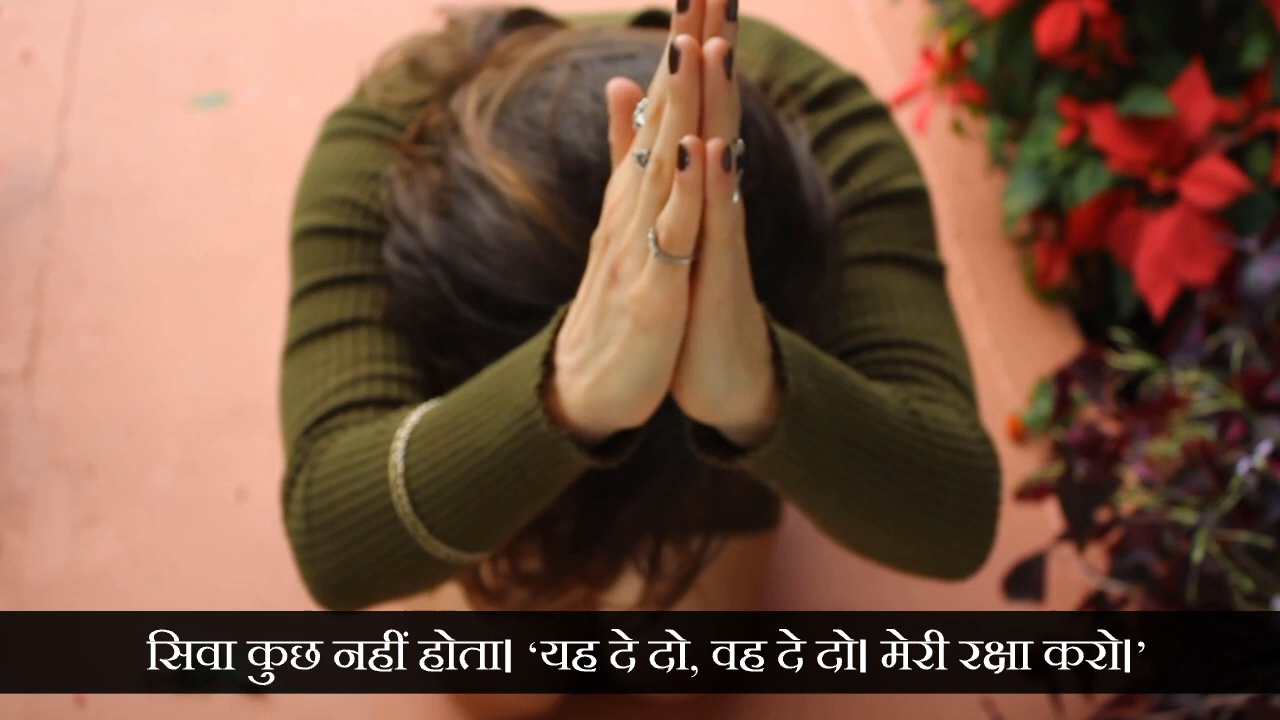 सिवा कुछ नहीं होता। ‘यह दे दो, वह दे दो। मेरी रक्षा करो।’